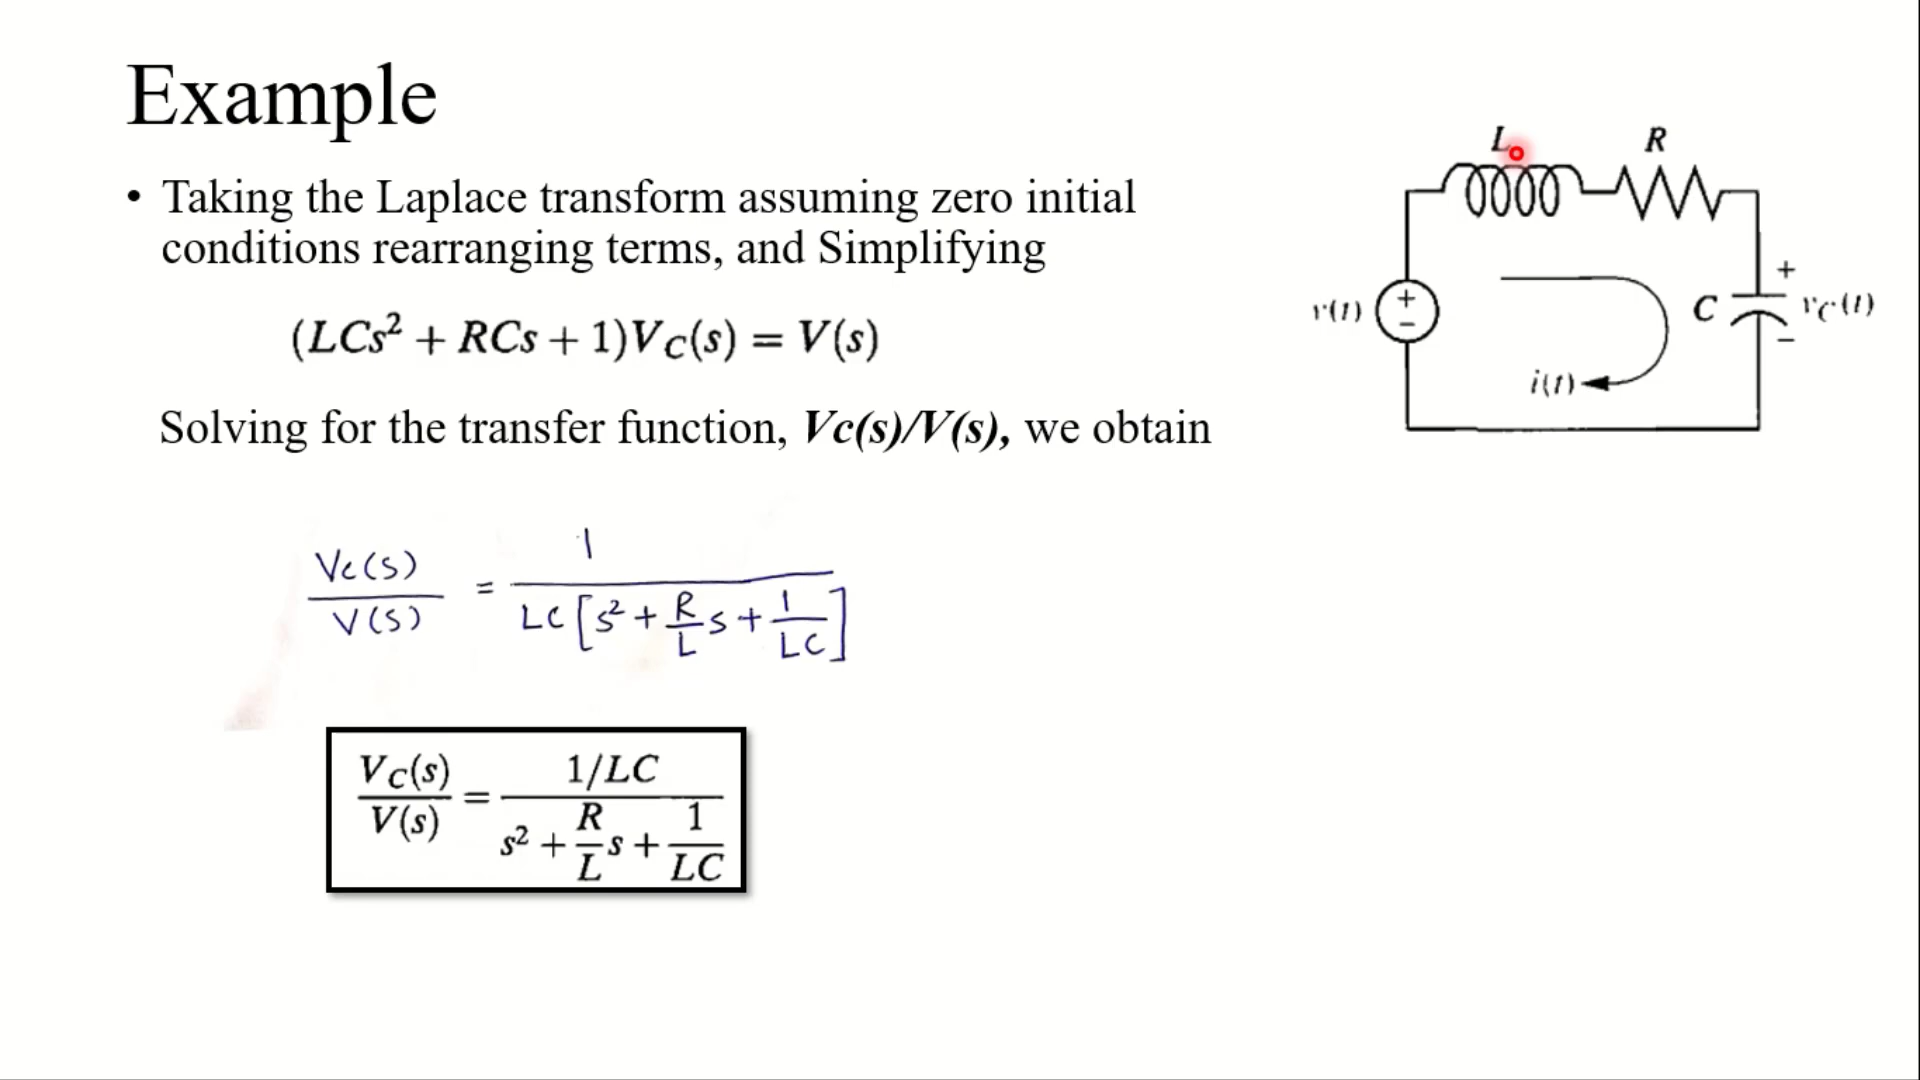 Example
• Taking the Laplace transform assuming zero initial
conditions rearranging terms, and Simplifying
(LCs² + RCs + 1)V_C(s) = V(s)
Solving for the transfer function, Vc(s)/V(s), we obtain
Vc(s)/V(s) = 1/(LC[s² + (R/L)s + 1/LC])
V_C(s)/V(s) = (1/LC)/(s² + (R/L)s + 1/LC)
L R
+
v(t) + − C v_C(t)
−
i(t)